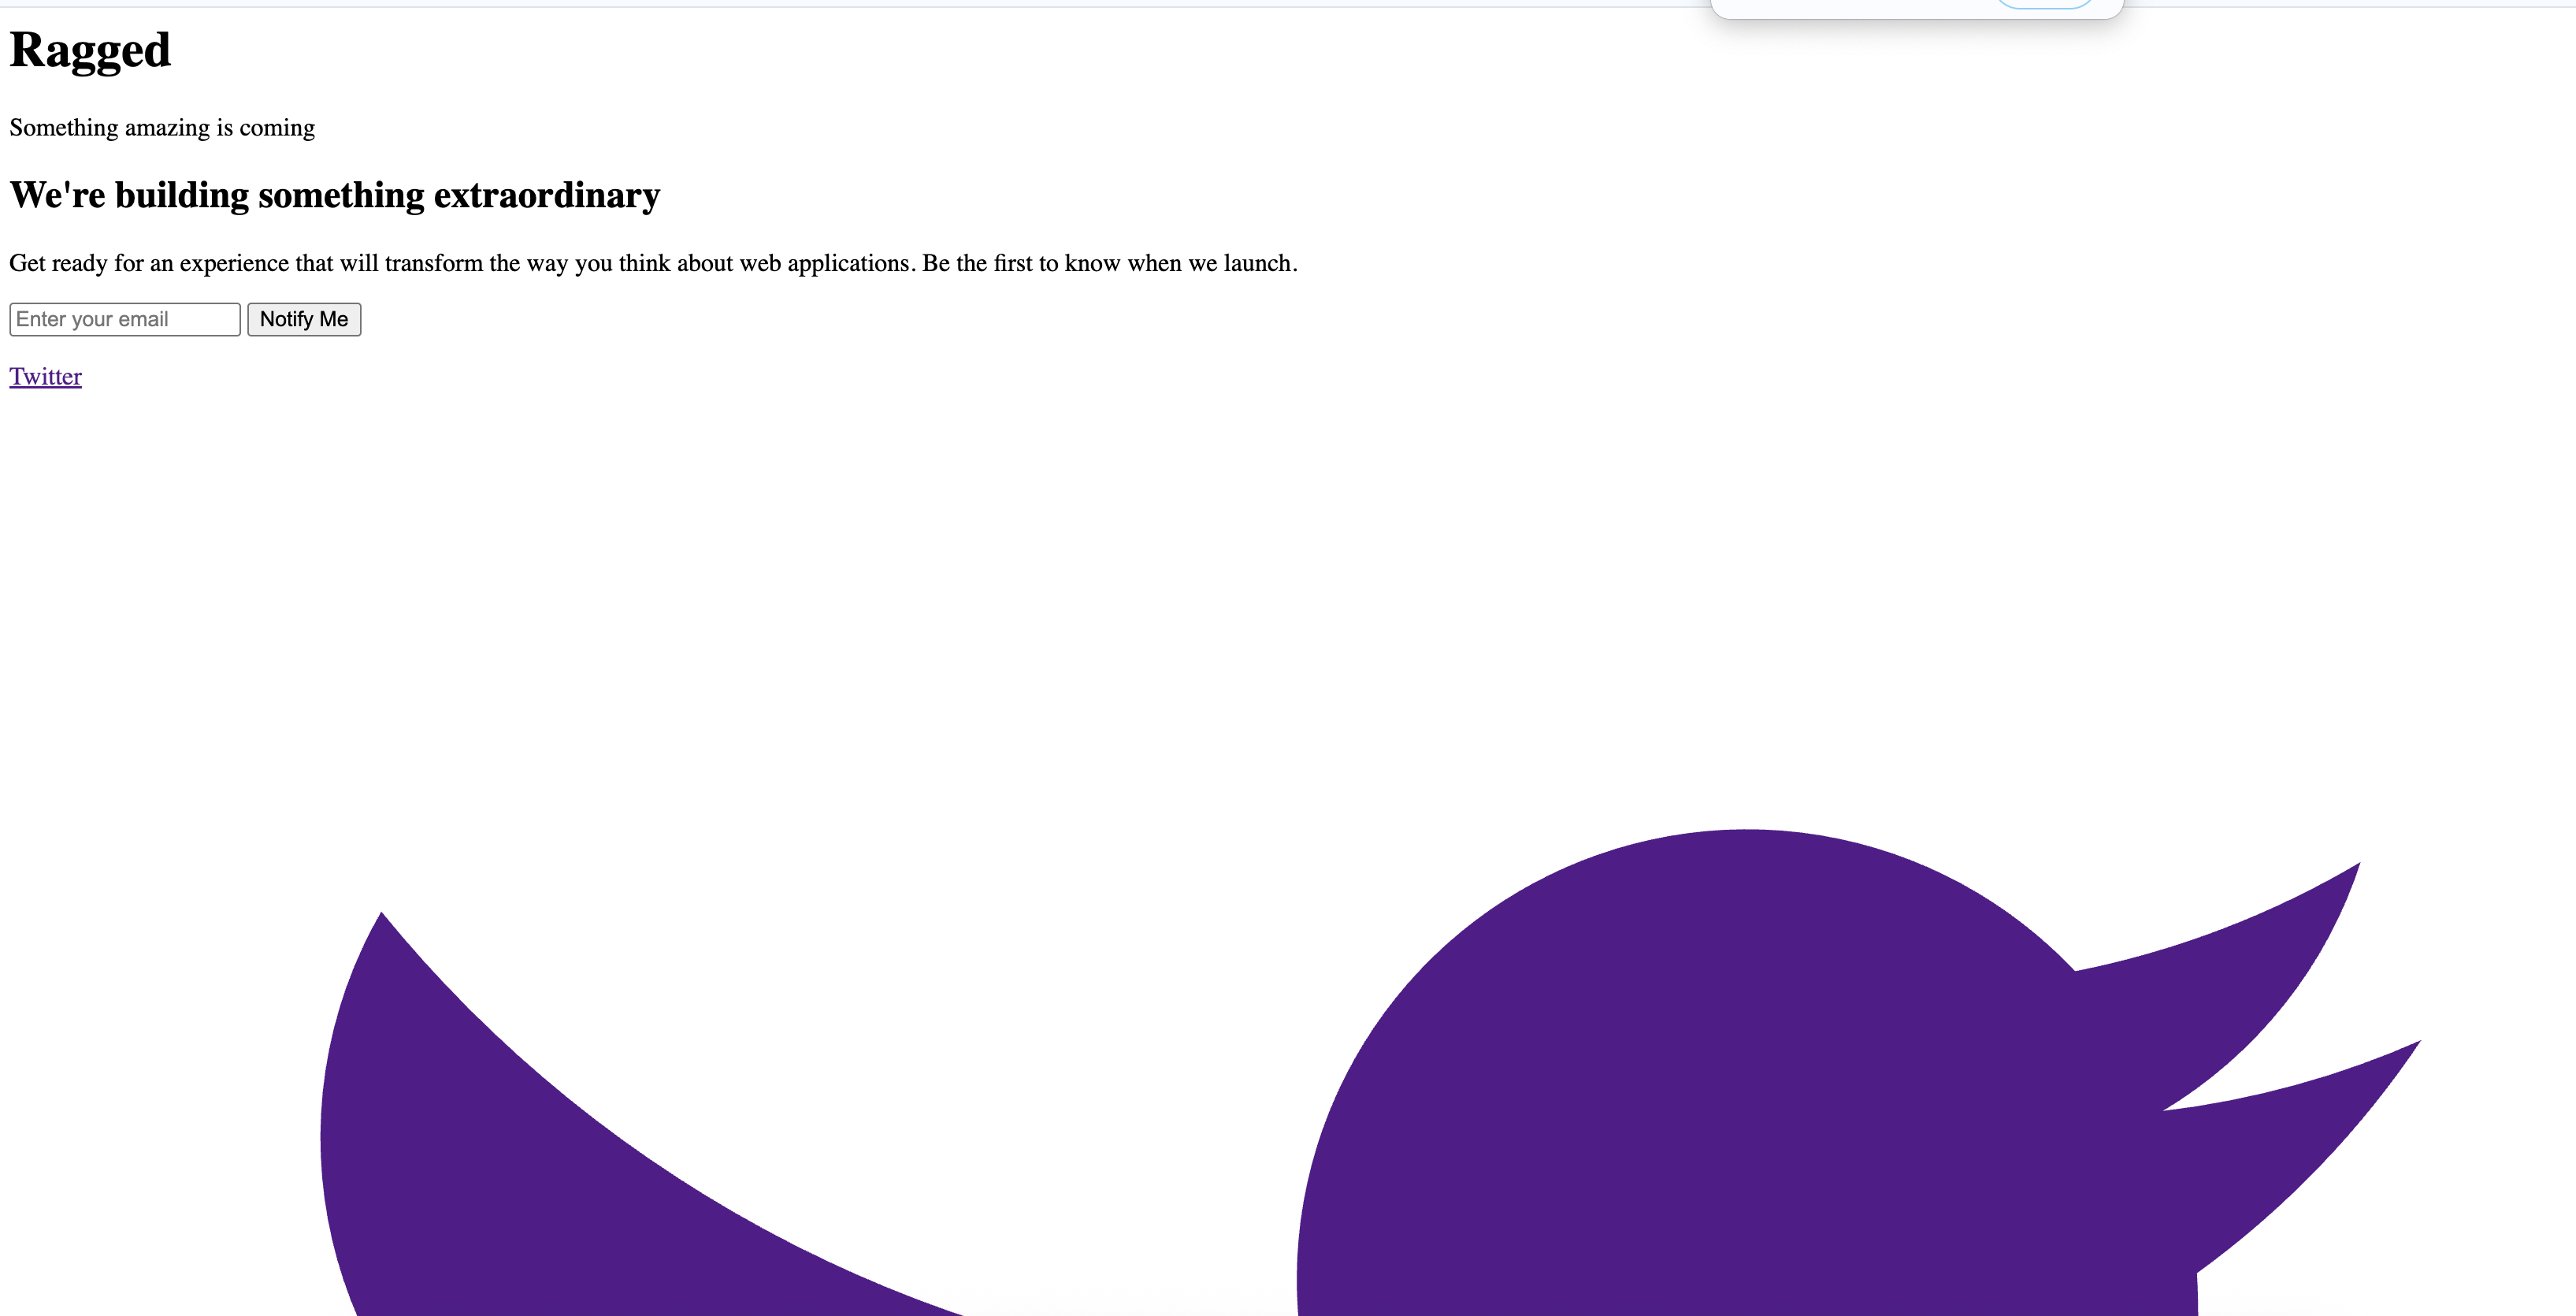 Ragged
Something amazing is coming
We're building something extraordinary
Get ready for an experience that will transform the way you think about web applications. Be the first to know when we launch.
Enter your email Notify Me
Twitter